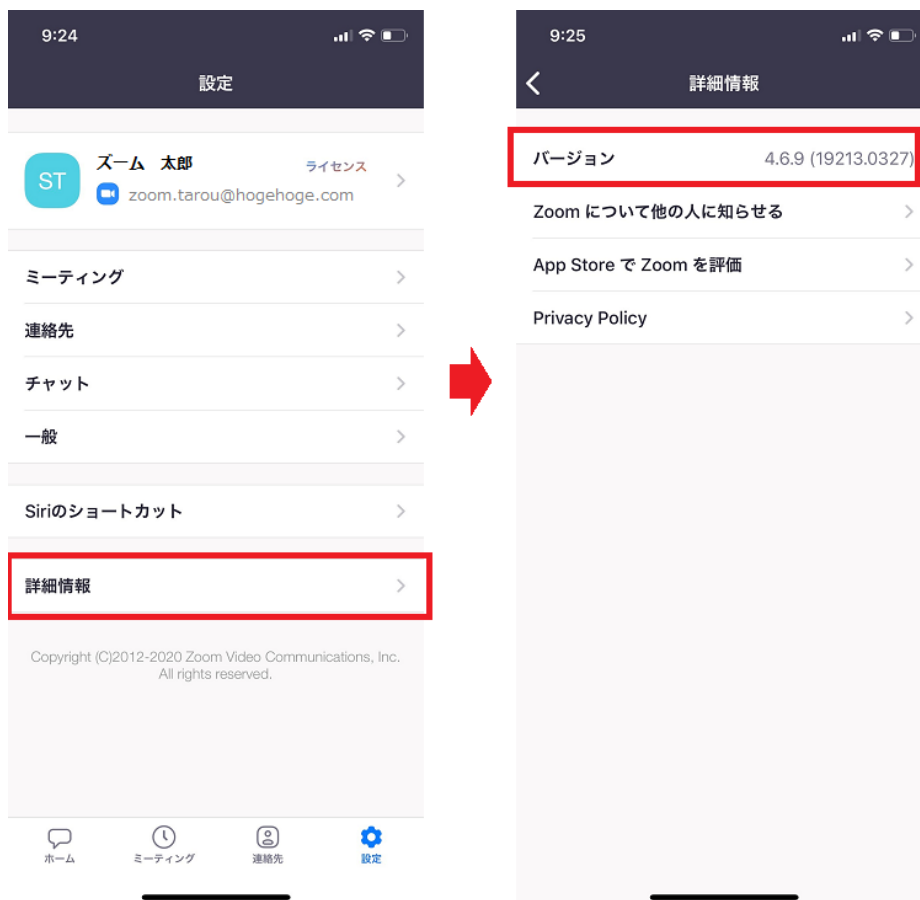 9:24
設定
ST
ズーム 太郎
ライセンス
zoom.tarou@hogehoge.com
ミーティング
連絡先
チャット
一般
Siriのショートカット
詳細情報
Copyright (C)2012-2020 Zoom Video Communications, Inc.
All rights reserved.
ホーム
ミーティング
連絡先
設定
9:25
詳細情報
バージョン 4.6.9 (19213.0327)
Zoom について他の人に知らせる
App Store で Zoom を評価
Privacy Policy